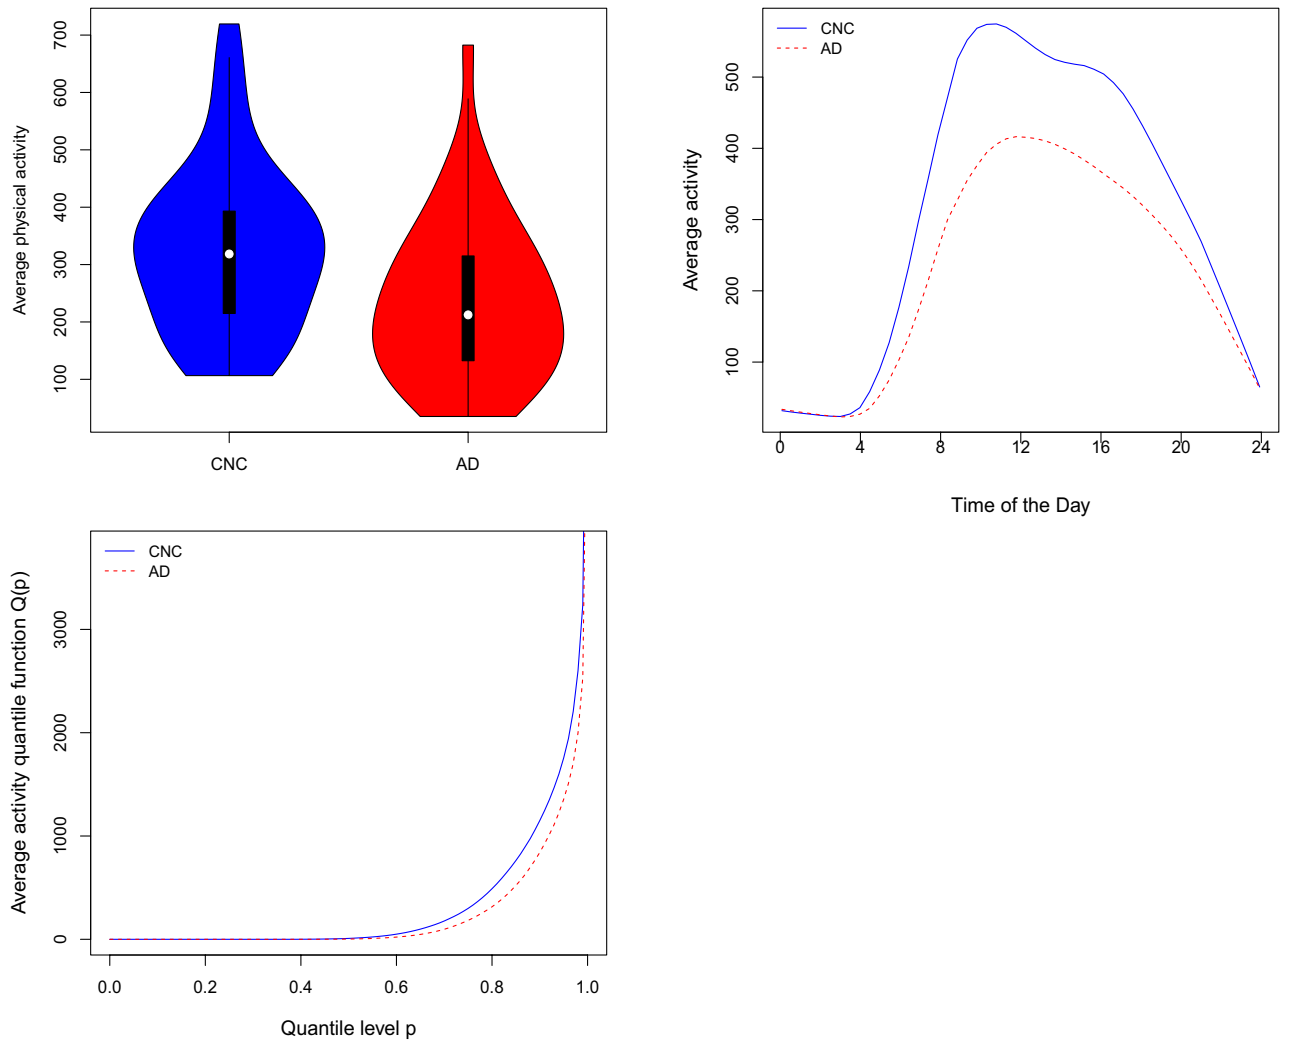 Average physical activity
700
600
500
400
300
200
100
CNC
AD
CNC
AD
Average activity
500
400
300
200
100
0 4 8 12 16 20 24
Time of the Day
CNC
AD
Average activity quantile function Q(p)
3000
2000
1000
0
0.0 0.2 0.4 0.6 0.8 1.0
Quantile level p